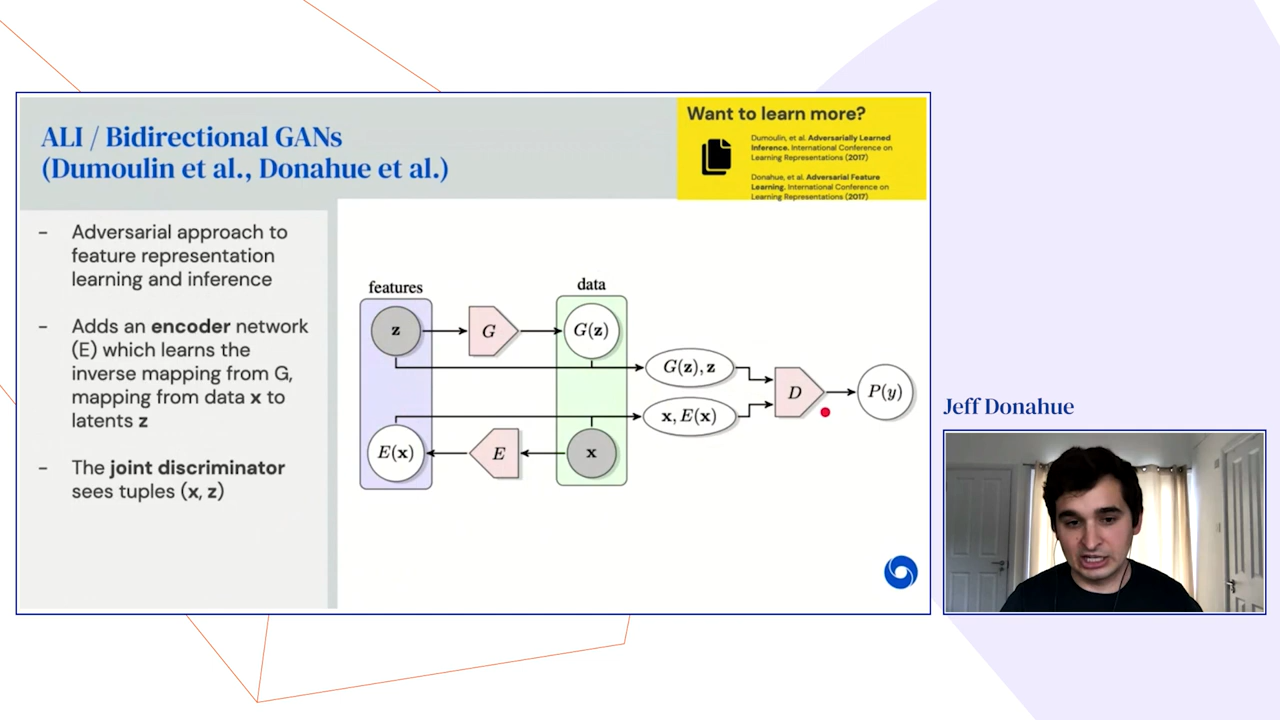 ALI / Bidirectional GANs
(Dumoulin et al., Donahue et al.)
Want to learn more?
Dumoulin, et al. Adversarially Learned
Inference. International Conference on
Learning Representations (2017)
Donahue, et al. Adversarial Feature
Learning. International Conference on
Learning Representations (2017)
- Adversarial approach to
feature representation
learning and inference
- Adds an encoder network
(E) which learns the
inverse mapping from G,
mapping from data x to
latents z
- The joint discriminator
sees tuples (x, z)
features
data
z
G
G(z)
G(z), z
D
P(y)
x, E(x)
E(x)
E
x
Jeff Donahue